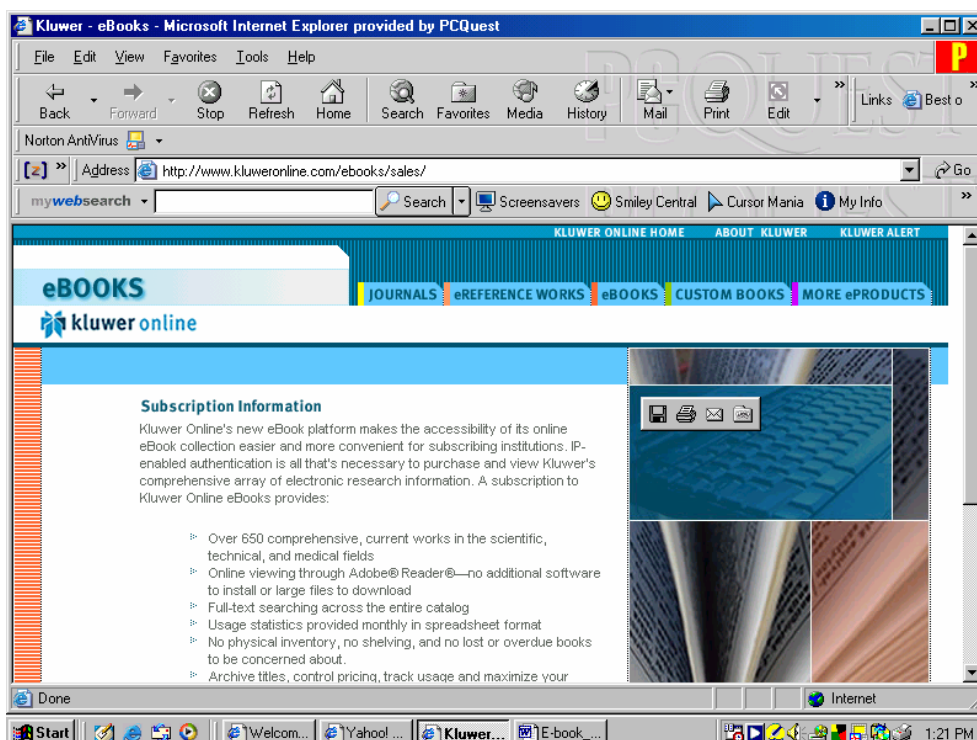 Kluwer - eBooks - Microsoft Internet Explorer provided by PCQuest
File Edit View Favorites Tools Help
P
PCQUEST
Back Forward Stop Refresh Home Search Favorites Media History Mail Print Edit » Links Best o »
Norton AntiVirus
[z] » Address http://www.kluweronline.com/ebooks/sales/ Go
mywebsearch Search Screensavers Smiley Central Cursor Mania My Info »
KLUWER ONLINE HOME ABOUT KLUWER KLUWER ALERT
eBOOKS
JOURNALS eREFERENCE WORKS eBOOKS CUSTOM BOOKS MORE ePRODUCTS
kluwer online
Subscription Information
Kluwer Online's new eBook platform makes the accessibility of its online
eBook collection easier and more convenient for subscribing institutions. IP-
enabled authentication is all that's necessary to purchase and view Kluwer's
comprehensive array of electronic research information. A subscription to
Kluwer Online eBooks provides:
Over 650 comprehensive, current works in the scientific,
technical, and medical fields
Online viewing through Adobe® Reader®—no additional software
to install or large files to download
Full-text searching across the entire catalog
Usage statistics provided monthly in spreadsheet format
No physical inventory, no shelving, and no lost or overdue books
to be concerned about.
Archive titles, control pricing, track usage and maximize your
Done Internet
Start Welcom... Yahoo! ... Kluwer... E-book_... 1:21 PM